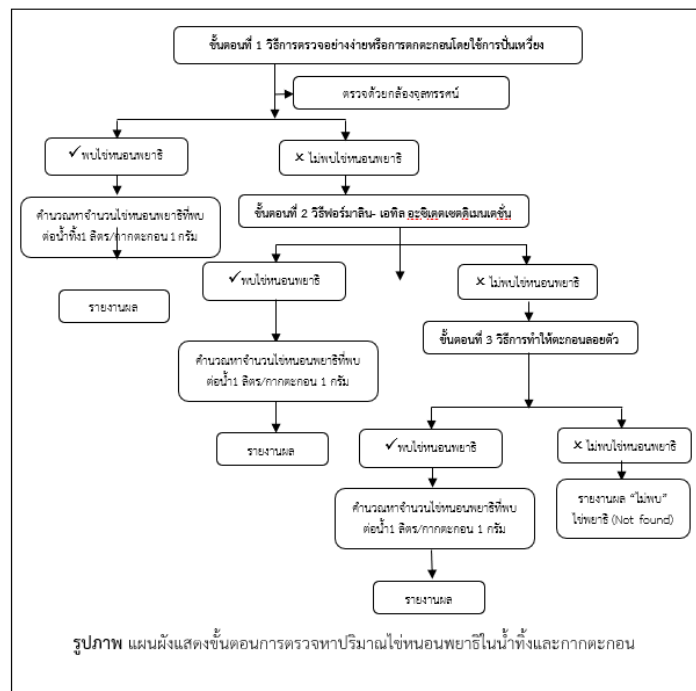 ขั้นตอนที่ 1 วิธีการตรวจอย่างง่ายหรือการตกตะกอนโดยใช้การปั่นเหวี่ยง
ตรวจด้วยกล้องจุลทรรศน์
✓พบไข่หนอนพยาธิ
× ไม่พบไข่หนอนพยาธิ
คำนวณหาจำนวนไข่หนอนพยาธิที่พบ
ต่อน้ำทิ้ง1 ลิตร/กากตะกอน 1 กรัม
รายงานผล
ขั้นตอนที่ 2 วิธีฟอร์มาลิน- เอทิล อะซิเตตเซดดิเมนเตชั่น
✓พบไข่หนอนพยาธิ
× ไม่พบไข่หนอนพยาธิ
คำนวณหาจำนวนไข่หนอนพยาธิที่พบ
ต่อน้ำ1 ลิตร/กากตะกอน 1 กรัม
รายงานผล
ขั้นตอนที่ 3 วิธีการทำให้ตะกอนลอยตัว
✓พบไข่หนอนพยาธิ
×ไม่พบไข่หนอนพยาธิ
คำนวณหาจำนวนไข่หนอนพยาธิที่พบ
ต่อน้ำ1 ลิตร/กากตะกอน 1 กรัม
รายงานผล
รายงานผล “ไม่พบ”
ไข่พยาธิ (Not found)
รูปภาพ แผนผังแสดงขั้นตอนการตรวจหาปริมาณไข่หนอนพยาธิในน้ำทิ้งและกากตะกอน